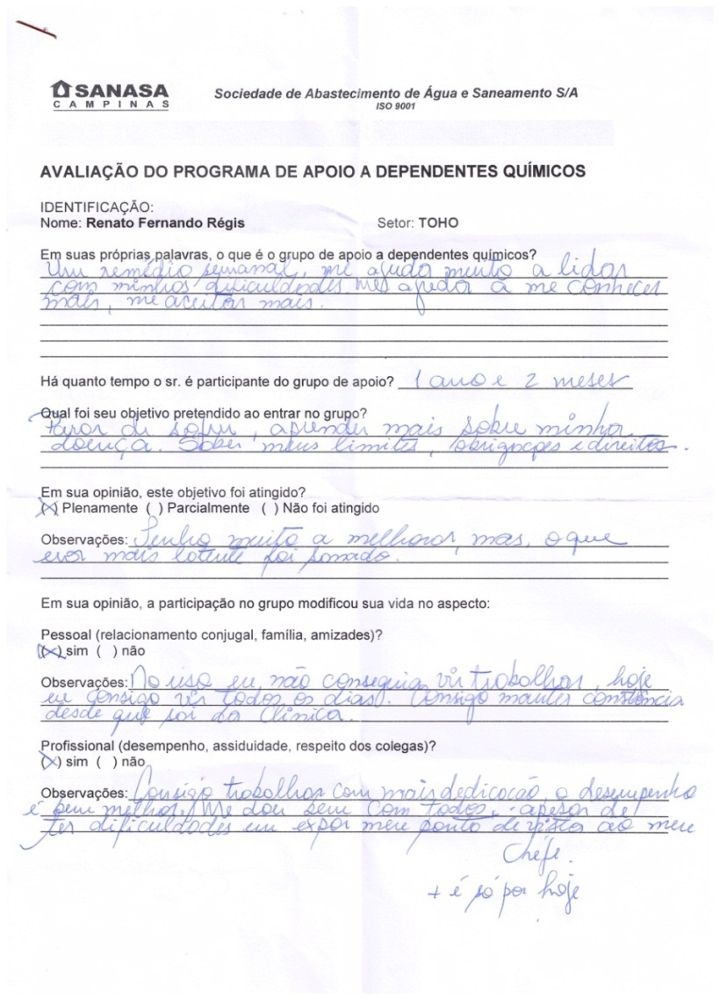 SANASA
CAMPINAS
Sociedade de Abastecimento de Água e Saneamento S/A
ISO 9001
AVALIAÇÃO DO PROGRAMA DE APOIO A DEPENDENTES QUÍMICOS
IDENTIFICAÇÃO:
Nome: Renato Fernando Régis Setor: TOHO
Em suas próprias palavras, o que é o grupo de apoio a dependentes químicos?
Um remédio semanal, me ajuda muito a lidar
com minhas dificuldades, me ajuda a me conhecer
mais, me aceitar mais.
Há quanto tempo o sr. é participante do grupo de apoio? 1 ano e 2 meses
Qual foi seu objetivo pretendido ao entrar no grupo?
Parar de sofrer, aprender mais sobre minha
doença. Saber meus limites, obrigações e direitos.
Em sua opinião, este objetivo foi atingido?
(X) Plenamente ( ) Parcialmente ( ) Não foi atingido
Observações: Tenho muito a melhorar, mas, o que
era mais latente foi
Em sua opinião, a participação no grupo modificou sua vida no aspecto:
Pessoal (relacionamento conjugal, família, amizades)?
(X) sim ( ) não
Observações: No uso eu não conseguia vir trabalhar, hoje
eu consigo vir todos os dias. Consigo manter constância
desde que saí da Clínica.
Profissional (desempenho, assiduidade, respeito dos colegas)?
(X) sim ( ) não
Observações: Consigo trabalhar com mais dedicação, o desempenho
é bem melhor. Me dou bem com todos, apesar de
ter dificuldades em expor meu ponto de vista ao meu
Chefe.
+ é só por hoje